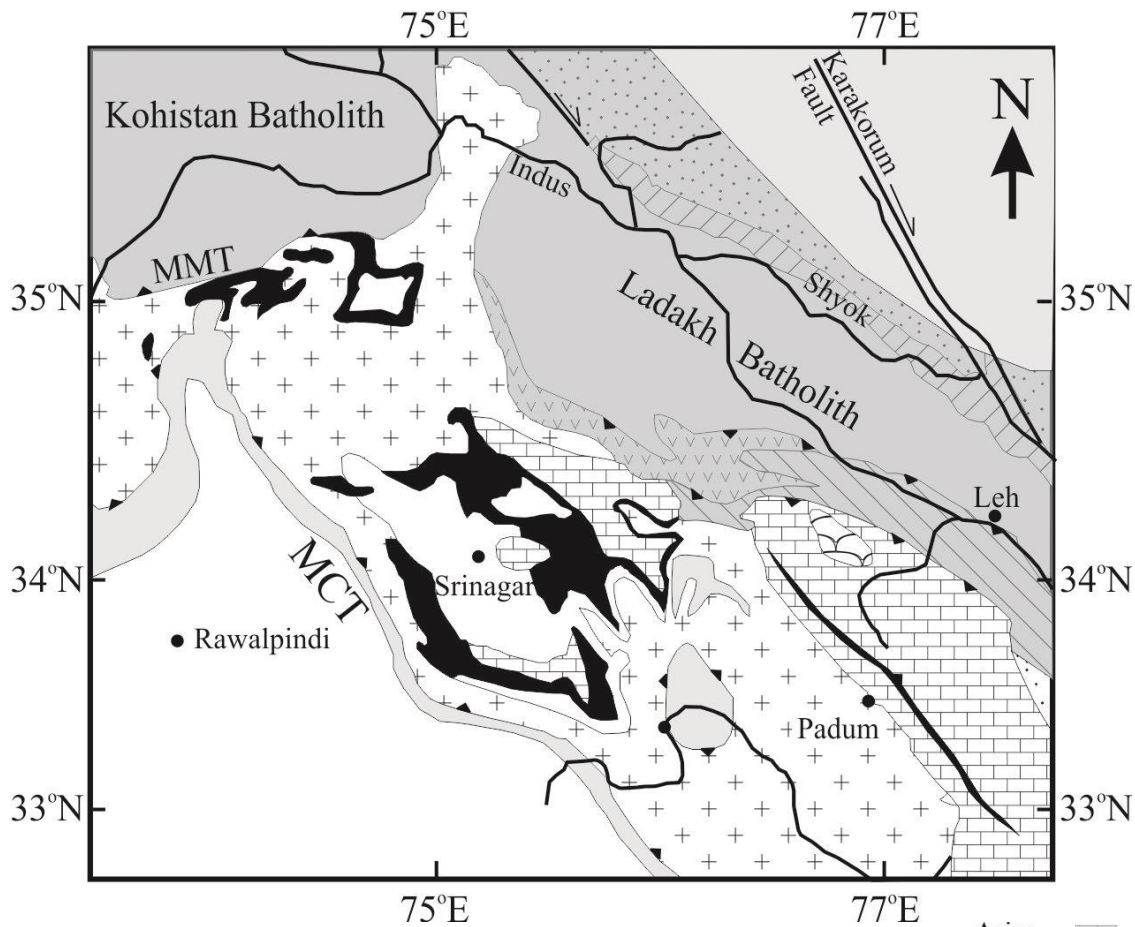 75°E 77°E
Kohistan Batholith
Karakorum
Fault
N
Indus
MMT
35°N 35°N
Shyok
Ladakh Batholith
Leh
34°N 34°N
Srinagar
MCT
Rawalpindi
Padum
33°N 33°N
75°E 77°E